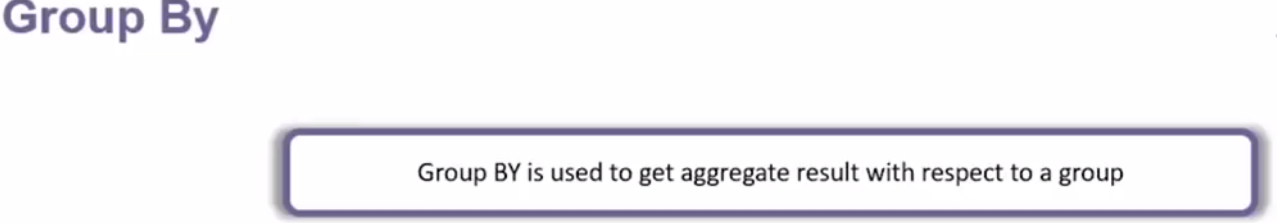 Group By
Group BY is used to get aggregate result with respect to a group